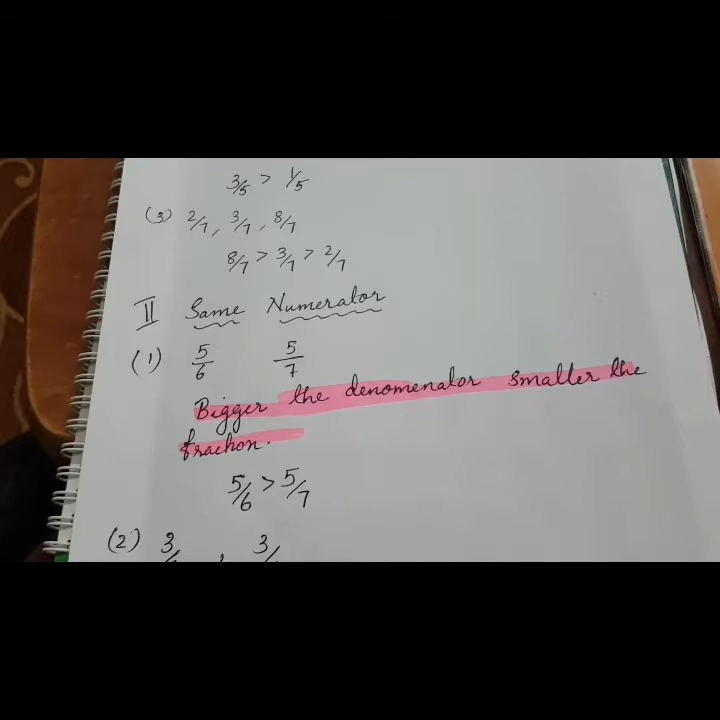 3/5 > 1/5
(3) 2/7, 3/7, 8/7
8/7 > 3/7 > 2/7
II Same Numerator
(1) 5/6 5/7
Bigger the denomenator smaller the
fraction.
5/6 > 5/7
(2) 3/ , 3/